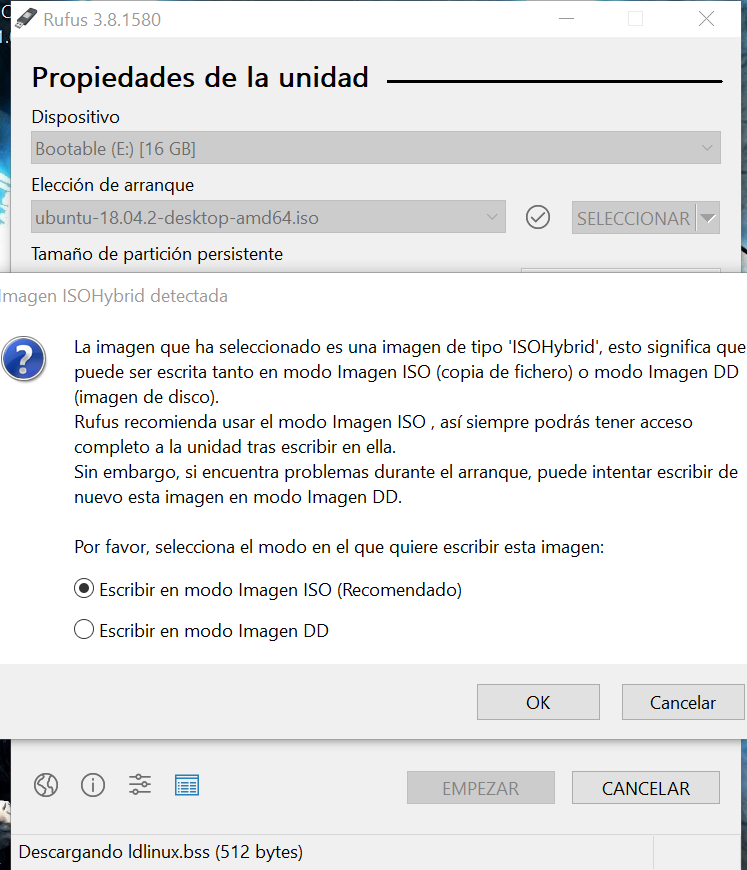 Rufus 3.8.1580
Propiedades de la unidad
Dispositivo
Bootable (E:) [16 GB]
Elección de arranque
ubuntu-18.04.2-desktop-amd64.iso
SELECCIONAR
Tamaño de partición persistente
Imagen ISOHybrid detectada
La imagen que ha seleccionado es una imagen de tipo 'ISOHybrid', esto significa que
puede ser escrita tanto en modo Imagen ISO (copia de fichero) o modo Imagen DD
(imagen de disco).
Rufus recomienda usar el modo Imagen ISO , así siempre podrás tener acceso
completo a la unidad tras escribir en ella.
Sin embargo, si encuentra problemas durante el arranque, puede intentar escribir de
nuevo esta imagen en modo Imagen DD.
Por favor, selecciona el modo en el que quiere escribir esta imagen:
Escribir en modo Imagen ISO (Recomendado)
Escribir en modo Imagen DD
OK
Cancelar
EMPEZAR
CANCELAR
Descargando ldlinux.bss (512 bytes)